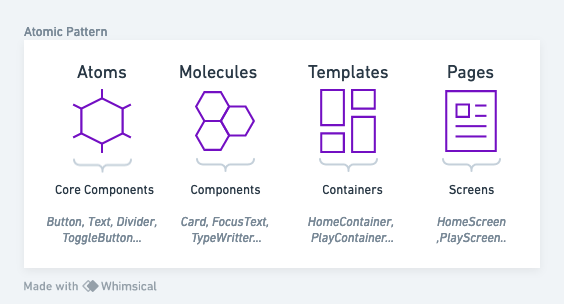 Atomic Pattern
Atoms
Molecules
Templates
Pages
Core Components
Components
Containers
Screens
Button, Text, Divider,
ToggleButton...
Card, FocusText,
TypeWritter...
HomeContainer,
PlayContainer...
HomeScreen
,PlayScreen..
Made with Whimsical